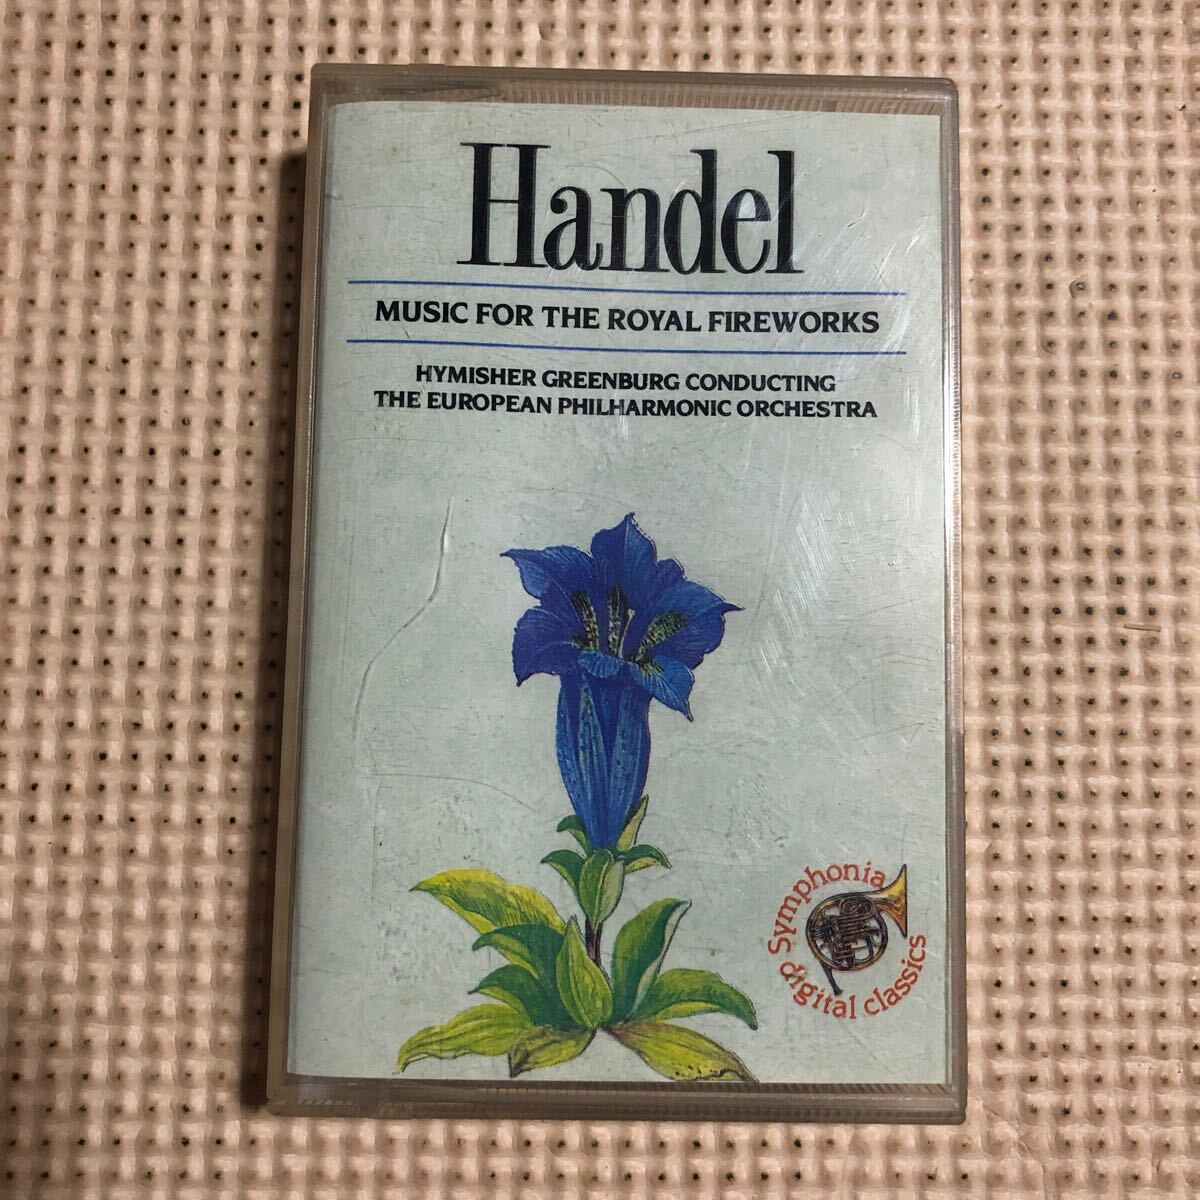 Handel
MUSIC FOR THE ROYAL FIREWORKS
HYMISHER GREENBURG CONDUCTING
THE EUROPEAN PHILHARMONIC ORCHESTRA
Symphonia
digital classics